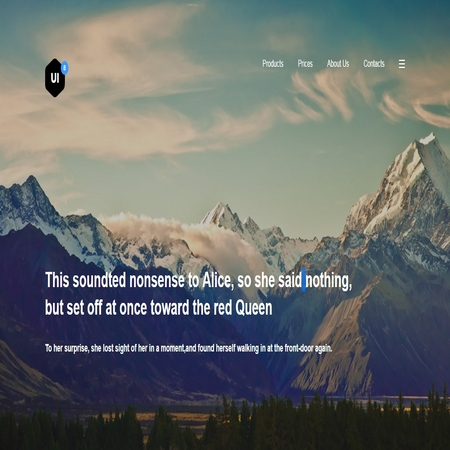 UI
Products Prices About Us Contacts
This soundted nonsense to Alice, so she said nothing,
but set off at once toward the red Queen
To her surprise, she lost sight of her in a moment,and found herself walking in at the front-door again.